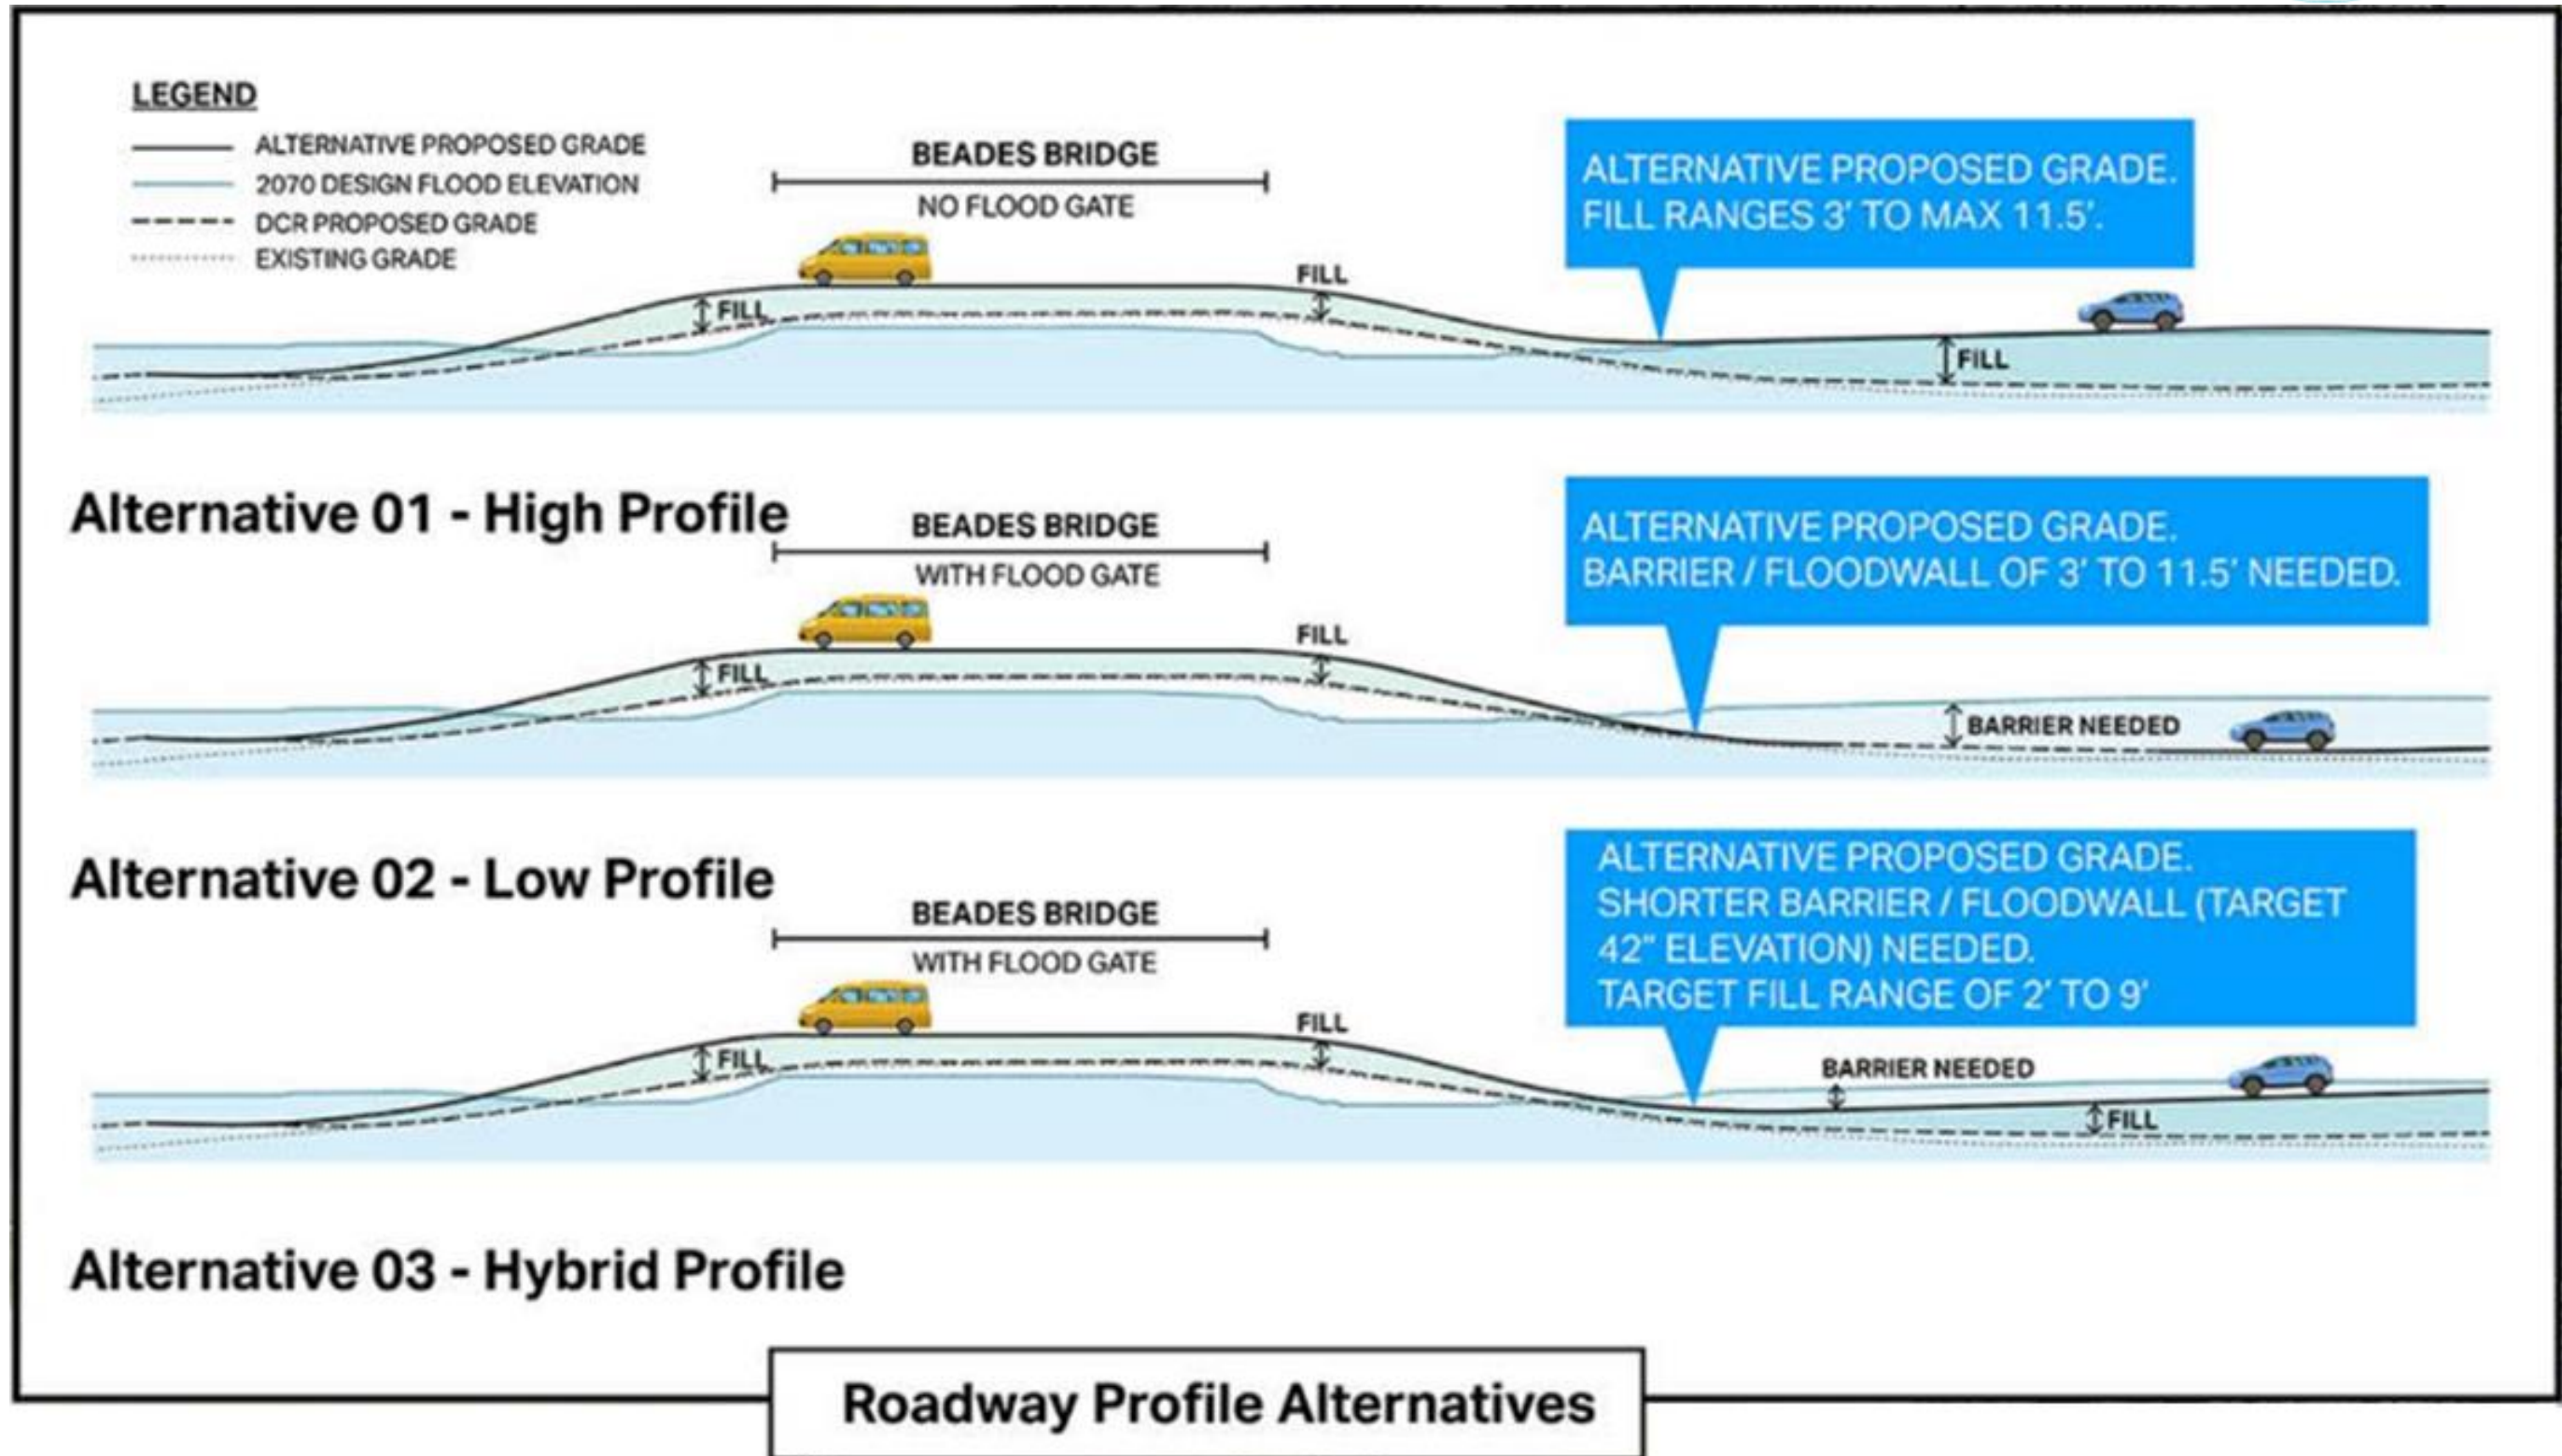 LEGEND
ALTERNATIVE PROPOSED GRADE
2070 DESIGN FLOOD ELEVATION
DCR PROPOSED GRADE
EXISTING GRADE
BEADES BRIDGE
NO FLOOD GATE
ALTERNATIVE PROPOSED GRADE.
FILL RANGES 3' TO MAX 11.5'.
FILL
FILL
FILL
Alternative 01 - High Profile
BEADES BRIDGE
WITH FLOOD GATE
ALTERNATIVE PROPOSED GRADE.
BARRIER / FLOODWALL OF 3' TO 11.5' NEEDED.
FILL
FILL
BARRIER NEEDED
Alternative 02 - Low Profile
BEADES BRIDGE
WITH FLOOD GATE
ALTERNATIVE PROPOSED GRADE.
SHORTER BARRIER / FLOODWALL (TARGET
42" ELEVATION) NEEDED.
TARGET FILL RANGE OF 2' TO 9'
FILL
FILL
BARRIER NEEDED
FILL
Alternative 03 - Hybrid Profile
Roadway Profile Alternatives